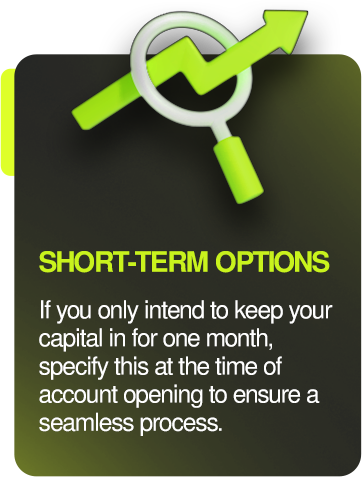 SHORT-TERM OPTIONS
If you only intend to keep your
capital in for one month,
specify this at the time of
account opening to ensure a
seamless process.